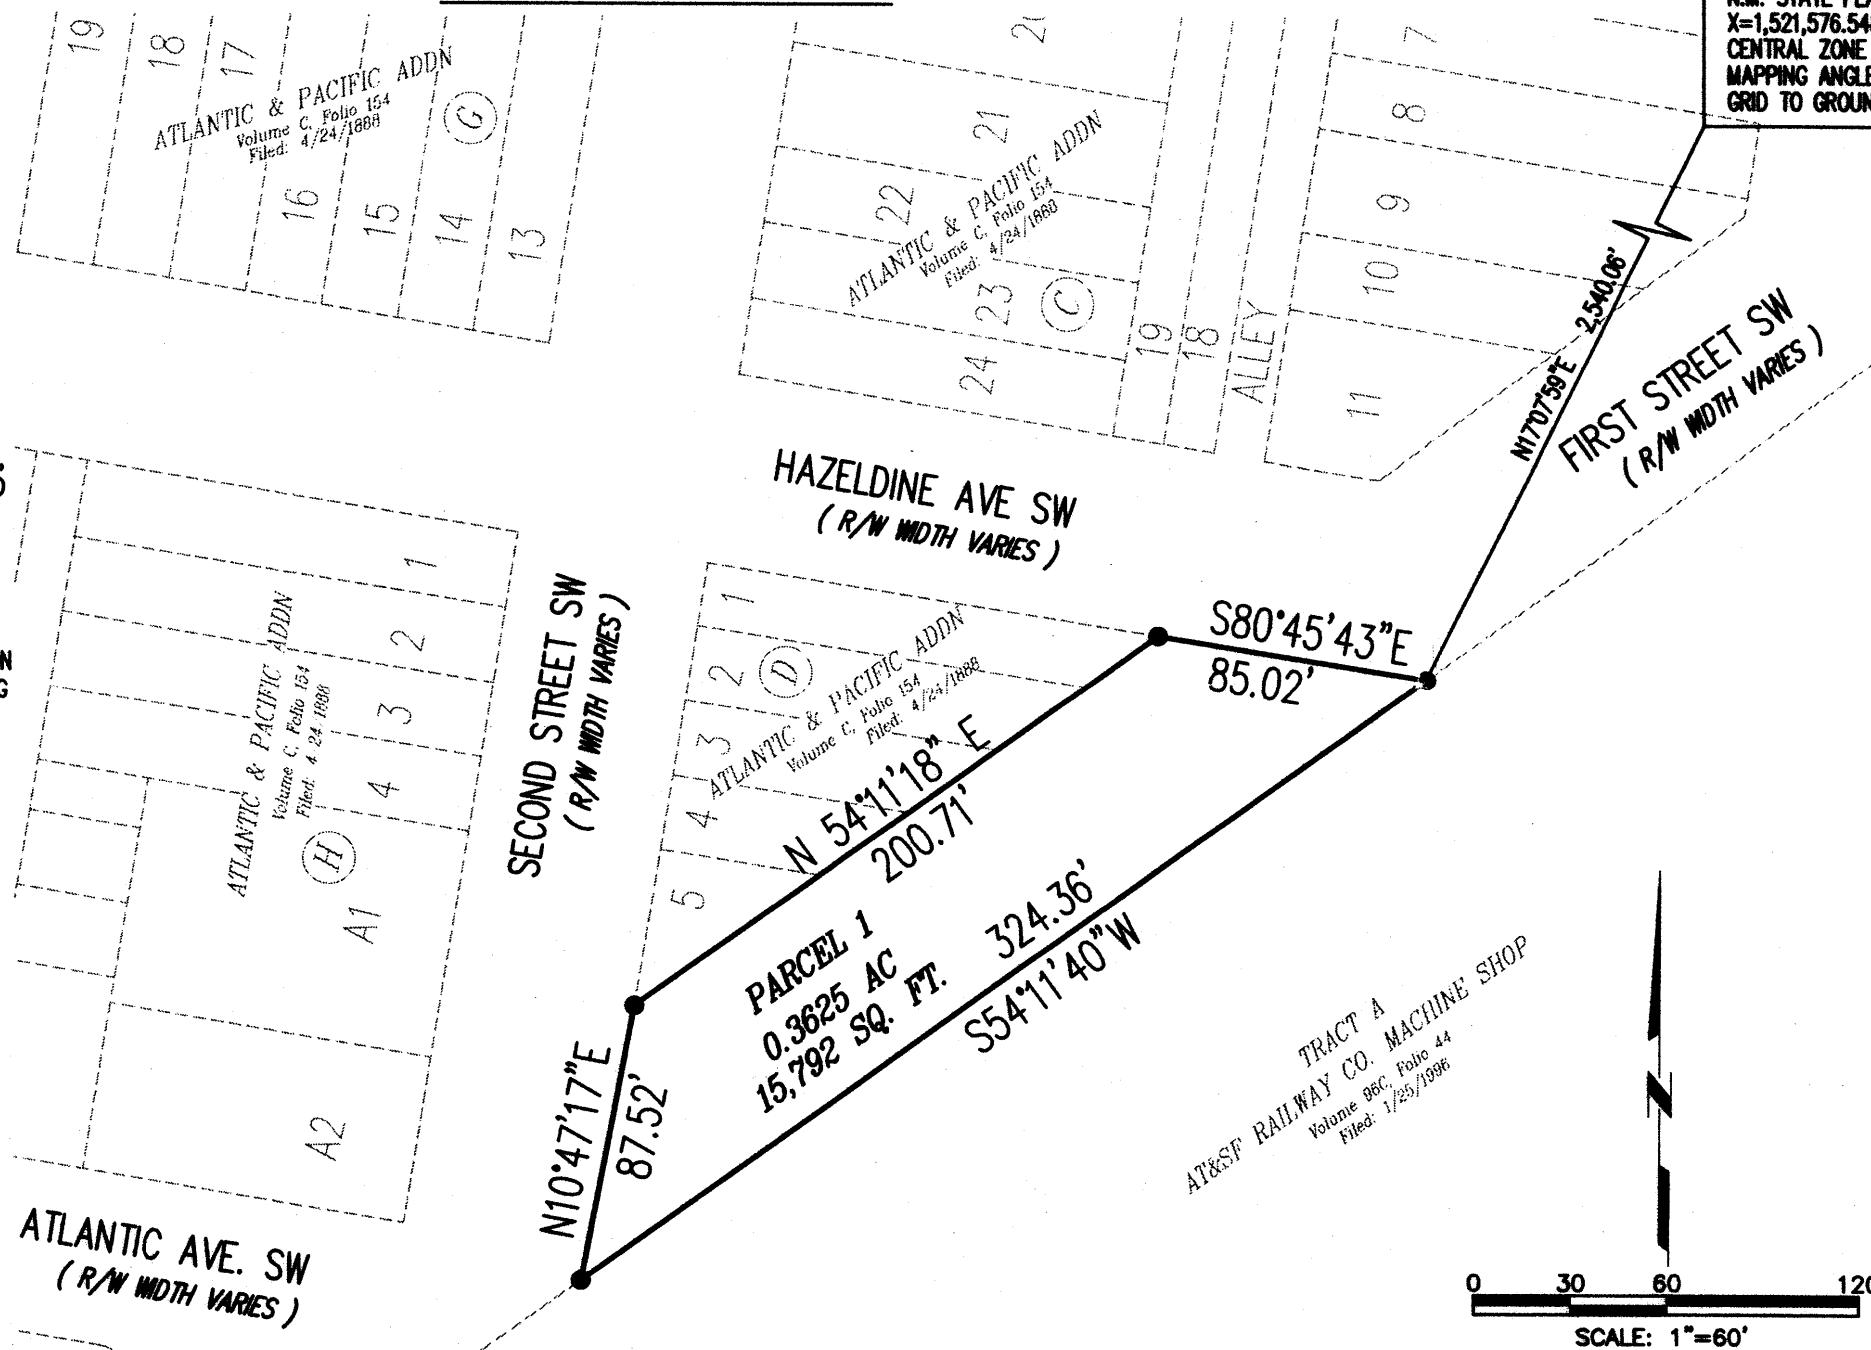 N.M. STATE PLA
X=1,521,576.54
CENTRAL ZONE
MAPPING ANGLE
GRID TO GROUN
19
18
17
16
15
14
13
ATLANTIC & PACIFIC ADDN
Volume C, Folio 154
Filed: 4/24/1888
G
21
22
23
24
ATLANTIC & PACIFIC ADDN
Volume C, Folio 154
Filed: 4/24/1888
C
19
18
ALLEY
7
8
9
10
11
2,540.06'
N17°07'59"E
FIRST STREET SW
( R/W WIDTH VARIES )
HAZELDINE AVE SW
( R/W WIDTH VARIES )
N
G
1
2
3
4
ATLANTIC & PACIFIC ADDN
Volume C, Folio 154
Filed: 4 24 1888
H
A1
A2
SECOND STREET SW
( R/W WIDTH VARIES )
1
2
3
4
5
D
ATLANTIC & PACIFIC ADDN
Volume C, Folio 154
Filed: 4/24/1888
S80°45'43"E
85.02'
N 54°11'18" E
200.71'
PARCEL 1
0.3625 AC
15,792 SQ. FT.
324.36'
S54°11'40"W
N10°47'17"E
87.52'
TRACT A
AT&SF RAILWAY CO. MACHINE SHOP
Volume 96C, Folio 44
Filed: 1/25/1996
ATLANTIC AVE. SW
( R/W WIDTH VARIES )
N
0 30 60 120
SCALE: 1"=60'